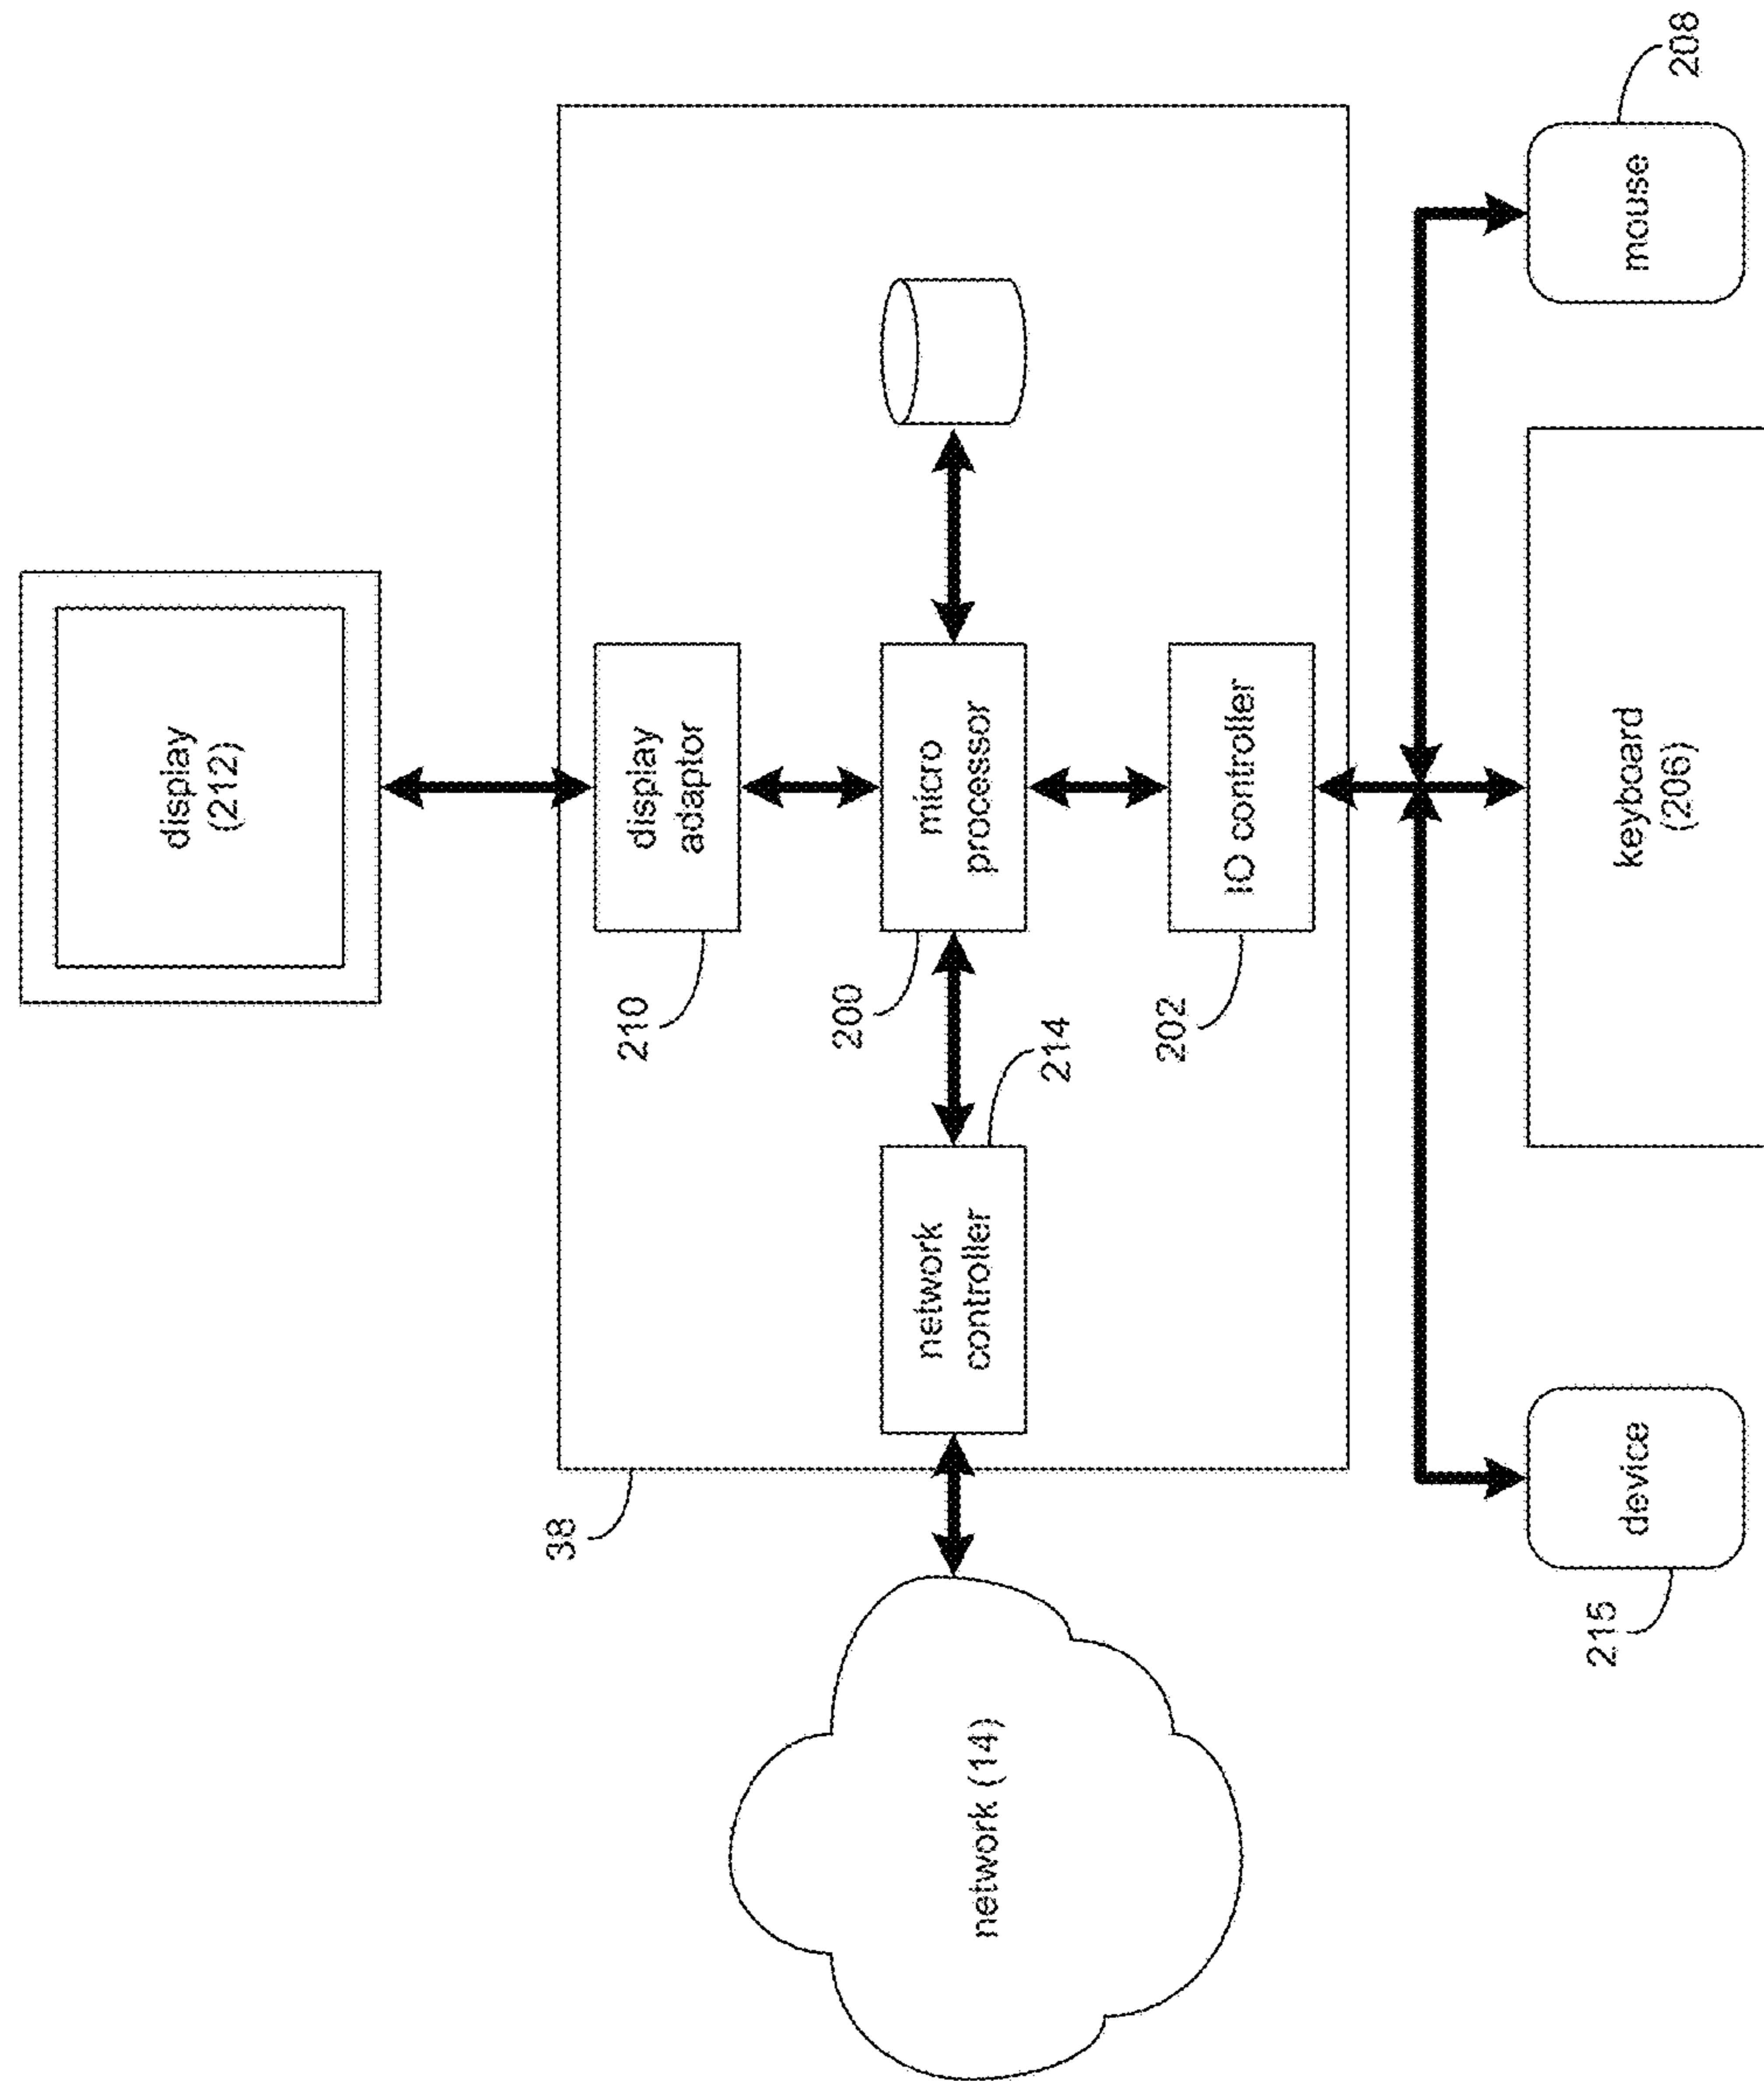 display
(212)
display
adaptor
210
micro
processor
200
network
controller
214
IO controller
202
38
network (14)
device
215
keyboard
(206)
mouse
208